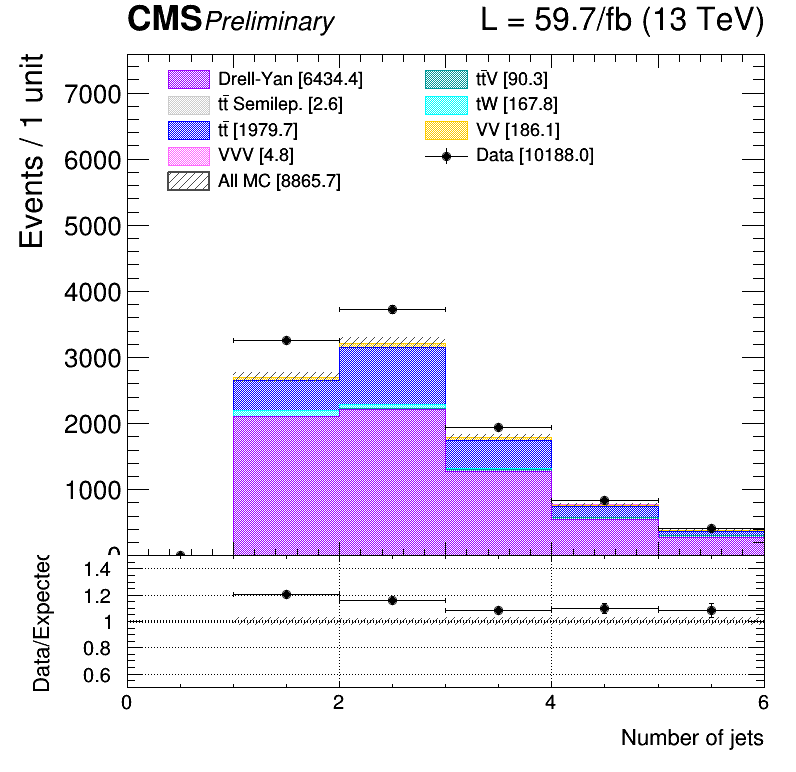 CMS Preliminary L = 59.7/fb (13 TeV)
Events / 1 unit
7000
6000
5000
4000
3000
2000
1000
0
Drell-Yan [6434.4]
tt̄ Semilep. [2.6]
tt̄ [1979.7]
VVV [4.8]
All MC [8865.7]
tt̄V [90.3]
tW [167.8]
VV [186.1]
Data [10188.0]
Data/Expected
1.4
1.2
1
0.8
0.6
0 2 4 6
Number of jets